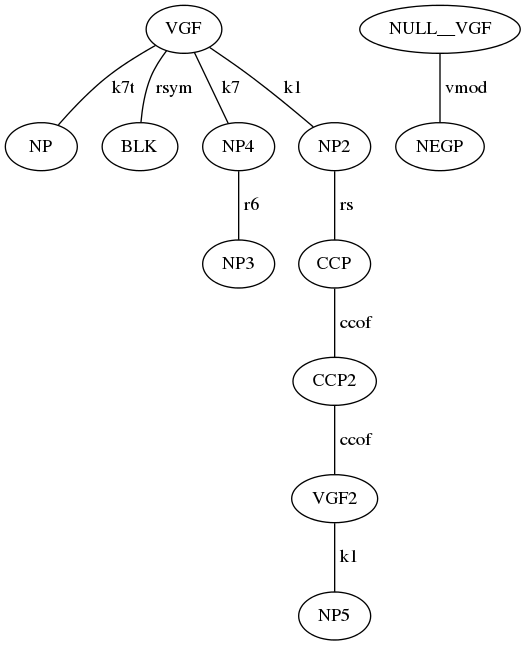 VGF NULL__VGF
k7t rsym k7 k1 vmod
NP BLK NP4 NP2 NEGP
r6 rs
NP3 CCP
ccof
CCP2
ccof
VGF2
k1
NP5